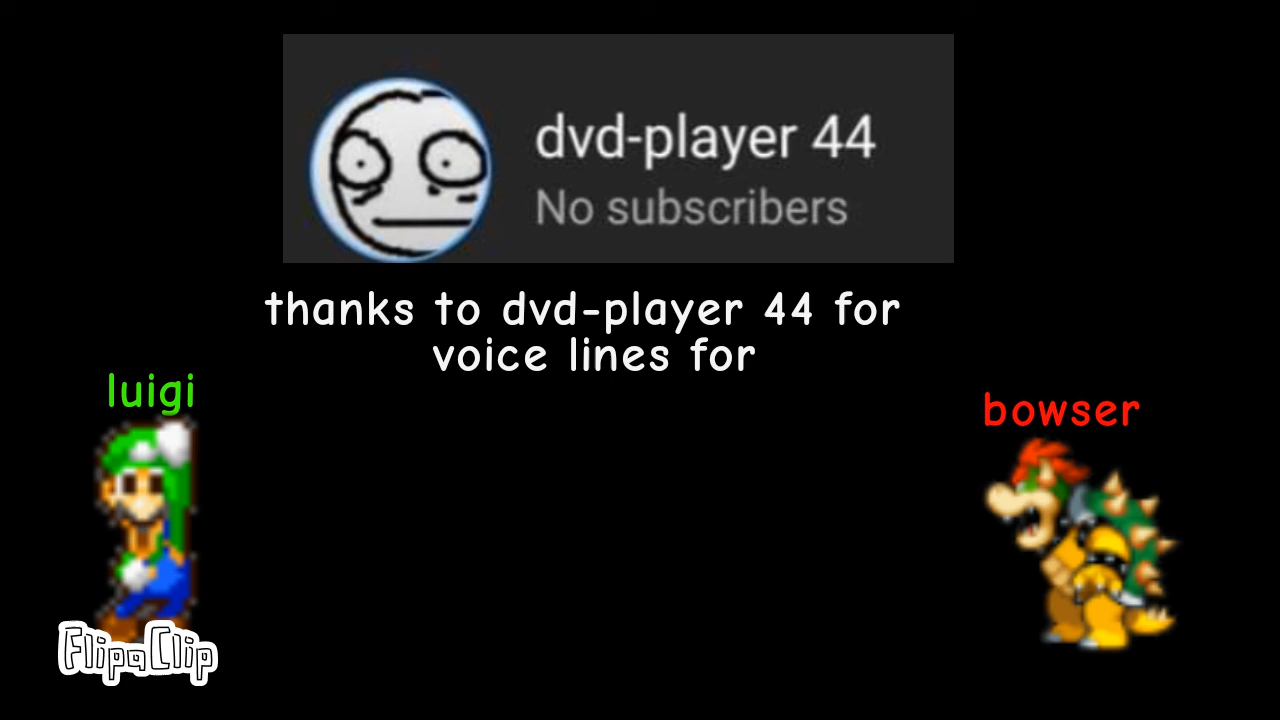 dvd-player 44
No subscribers
thanks to dvd-player 44 for
voice lines for
luigi
bowser
FlipaClip